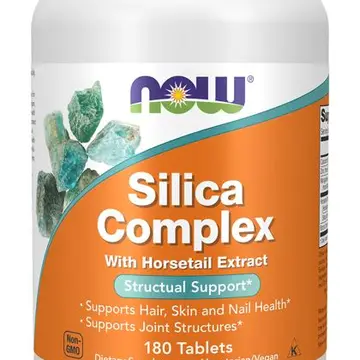 now
Silica
Complex
With Horsetail Extract
Structual Support*
• Supports Hair, Skin and Nail Health*
• Supports Joint Structures*
Non-
GMO
180 Tablets